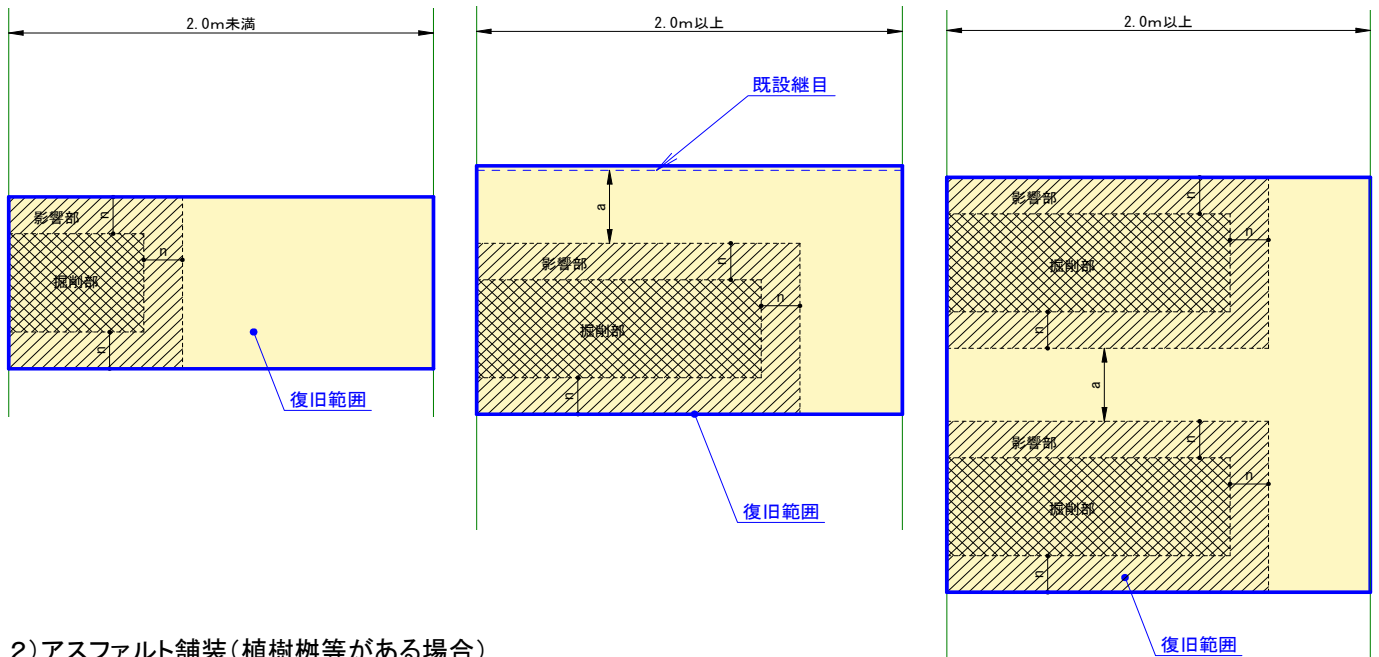 2.0m未満
影響部
n
n
掘削部
n
復旧範囲
2.0m以上
既設継目
a
影響部
n
n
掘削部
n
復旧範囲
2.0m以上
影響部
n
n
掘削部
n
a
影響部
n
n
掘削部
n
復旧範囲
2)アスファルト舗装(植樹桝等がある場合)